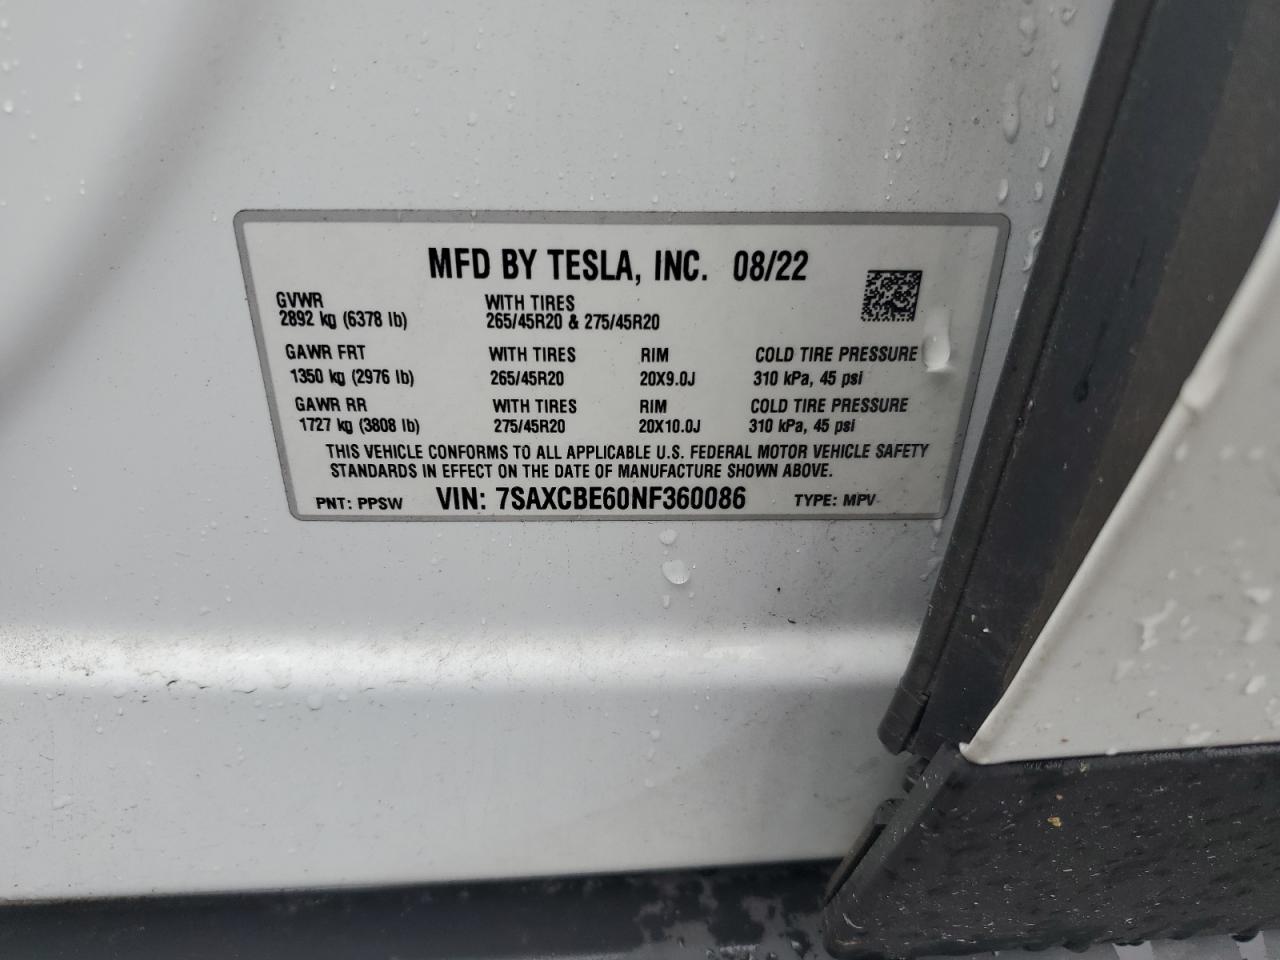 MFD BY TESLA, INC. 08/22
GVWR WITH TIRES
2892 kg (6378 lb) 265/45R20 & 275/45R20
GAWR FRT WITH TIRES RIM COLD TIRE PRESSURE
1350 kg (2976 lb) 265/45R20 20X9.0J 310 kPa, 45 psi
GAWR RR WITH TIRES RIM COLD TIRE PRESSURE
1727 kg (3808 lb) 275/45R20 20X10.0J 310 kPa, 45 psi
THIS VEHICLE CONFORMS TO ALL APPLICABLE U.S. FEDERAL MOTOR VEHICLE SAFETY
STANDARDS IN EFFECT ON THE DATE OF MANUFACTURE SHOWN ABOVE.
PNT: PPSW VIN: 7SAXCBE60NF360086 TYPE: MPV